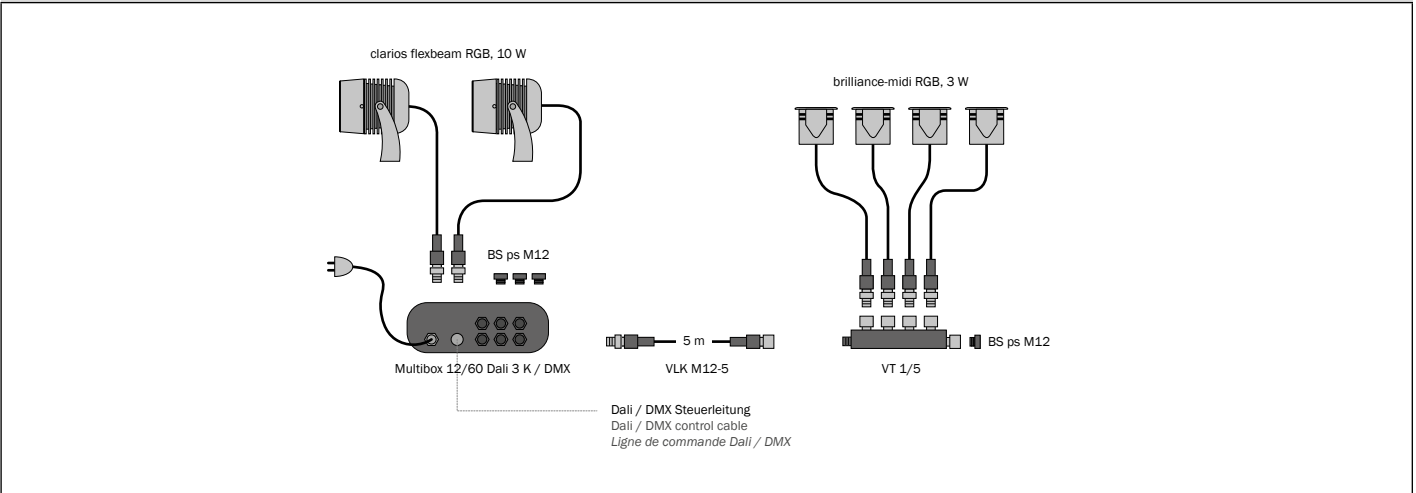 clarios flexbeam RGB, 10 W
brilliance-midi RGB, 3 W
BS ps M12
5 m
BS ps M12
Multibox 12/60 Dali 3 K / DMX
VLK M12-5
VT 1/5
Dali / DMX Steuerleitung
Dali / DMX control cable
Ligne de commande Dali / DMX